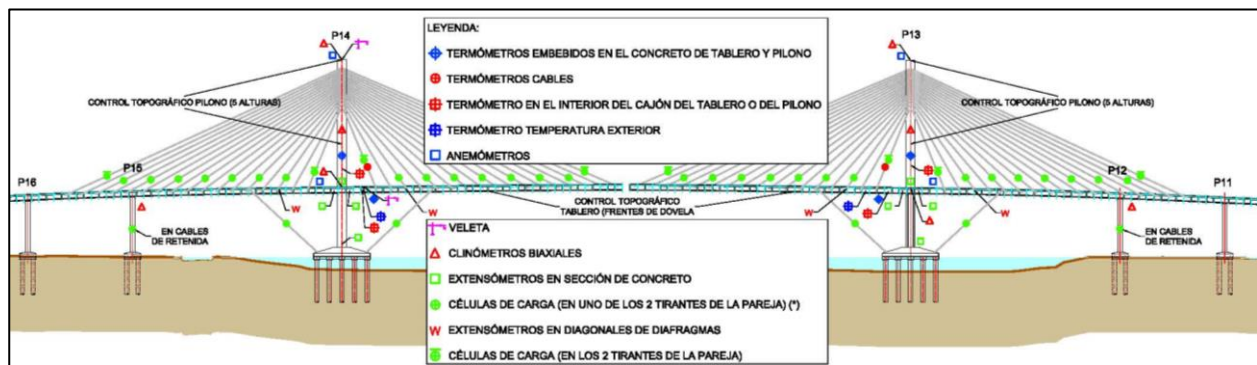 P14
P13
LEYENDA:
TERMÓMETROS EMBEBIDOS EN EL CONCRETO DE TABLERO Y PILONO
TERMÓMETROS CABLES
TERMÓMETRO EN EL INTERIOR DEL CAJÓN DEL TABLERO O DEL PILONO
TERMÓMETRO TEMPERATURA EXTERIOR
ANEMÓMETROS
CONTROL TOPOGRÁFICO PILONO (5 ALTURAS)
CONTROL TOPOGRÁFICO PILONO (5 ALTURAS)
P16
P15
P12
P11
CONTROL TOPOGRÁFICO
TABLERO (FRENTES DE DOVELA
W
W
W
W
EN CABLES
DE RETENIDA
EN CABLES
DE RETENIDA
VELETA
CLINÓMETROS BIAXIALES
EXTENSÓMETROS EN SECCIÓN DE CONCRETO
CÉLULAS DE CARGA (EN UNO DE LOS 2 TIRANTES DE LA PAREJA) (*)
W EXTENSÓMETROS EN DIAGONALES DE DIAFRAGMAS
CÉLULAS DE CARGA (EN LOS 2 TIRANTES DE LA PAREJA)